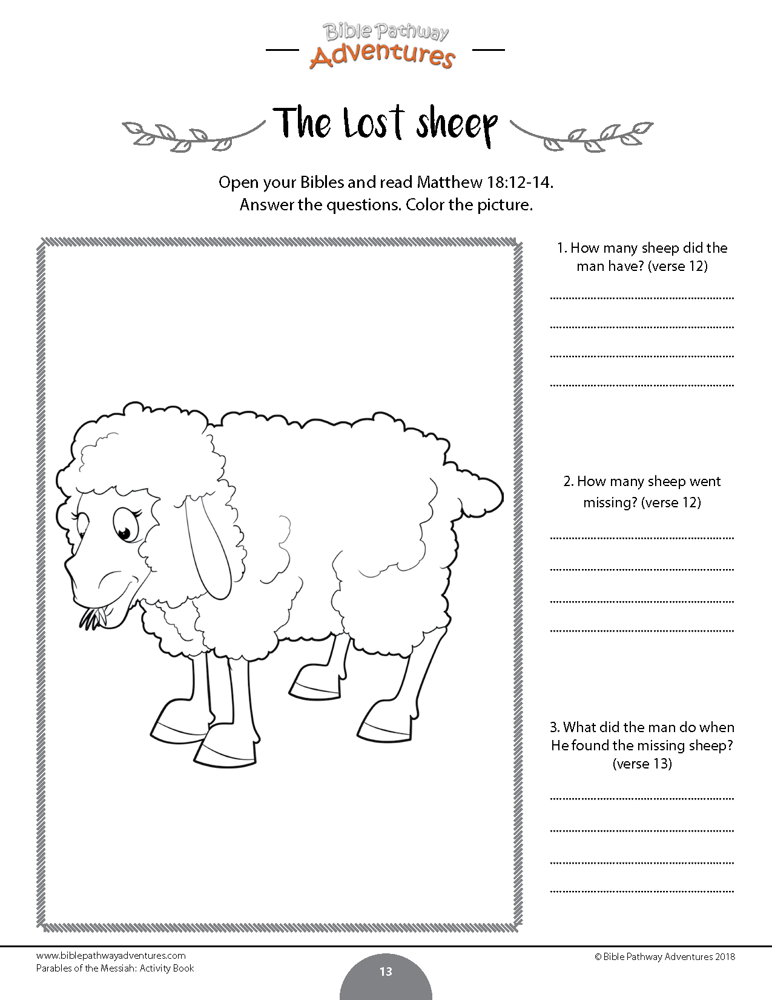 Bible Pathway
Adventures
The Lost sheep
Open your Bibles and read Matthew 18:12-14.
Answer the questions. Color the picture.
1. How many sheep did the
man have? (verse 12)
2. How many sheep went
missing? (verse 12)
3. What did the man do when
He found the missing sheep?
(verse 13)
www.biblepathwayadventures.com
Parables of the Messiah: Activity Book
13
© Bible Pathway Adventures 2018